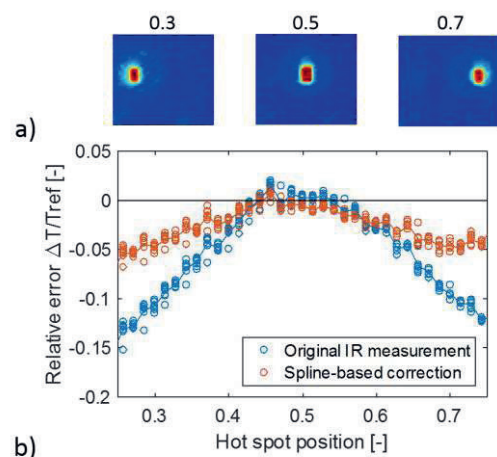 0.3 0.5 0.7
a)
0.05
0
-0.05
-0.1
-0.15
-0.2
Relative error ΔT/Tref [-]
Original IR measurement
Spline-based correction
0.3 0.4 0.5 0.6 0.7
Hot spot position [-]
b)